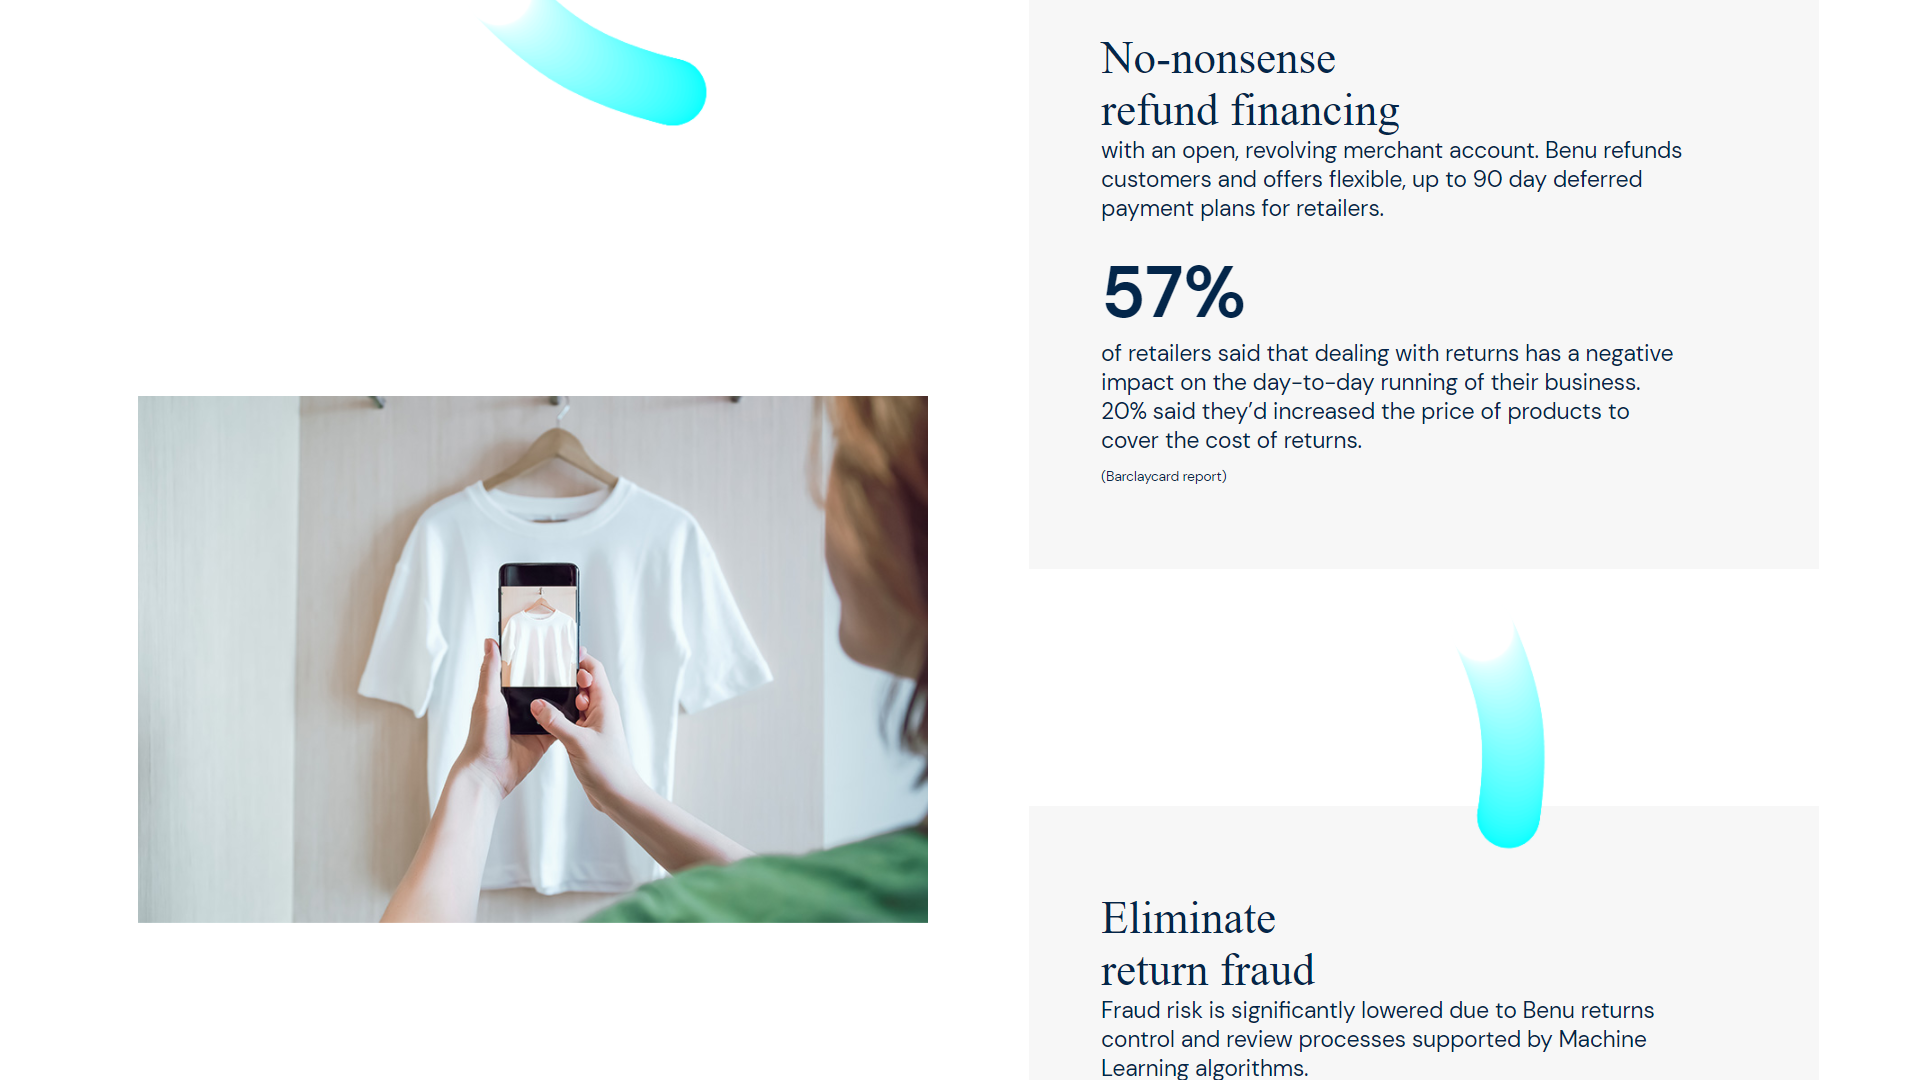 No-nonsense
refund financing
with an open, revolving merchant account. Benu refunds
customers and offers flexible, up to 90 day deferred
payment plans for retailers.
57%
of retailers said that dealing with returns has a negative
impact on the day-to-day running of their business.
20% said they’d increased the price of products to
cover the cost of returns.
(Barclaycard report)
Eliminate
return fraud
Fraud risk is significantly lowered due to Benu returns
control and review processes supported by Machine
Learning algorithms.